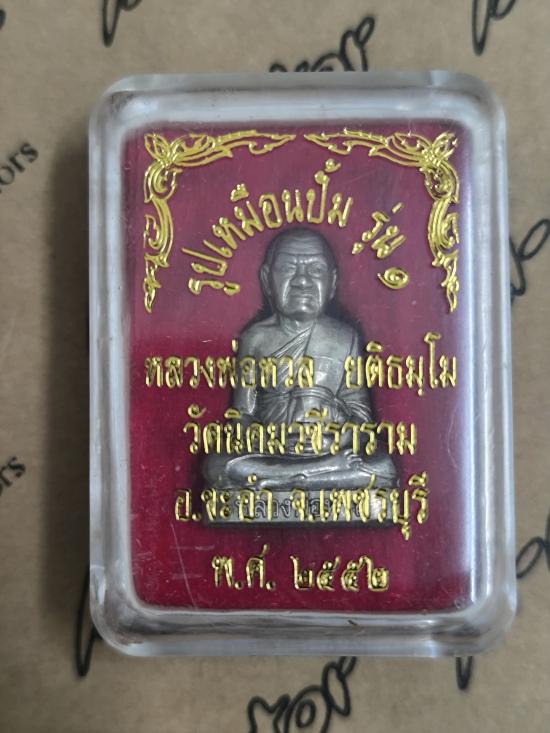 รูปเหมือนปั้ม รุ่น ๑
หลวงพ่อทวล ยติธมฺโม
วัดนิคมวชีราราม
อ.ชะอำ จ.เพชรบุรี
พ.ศ. ๒๕๕๒